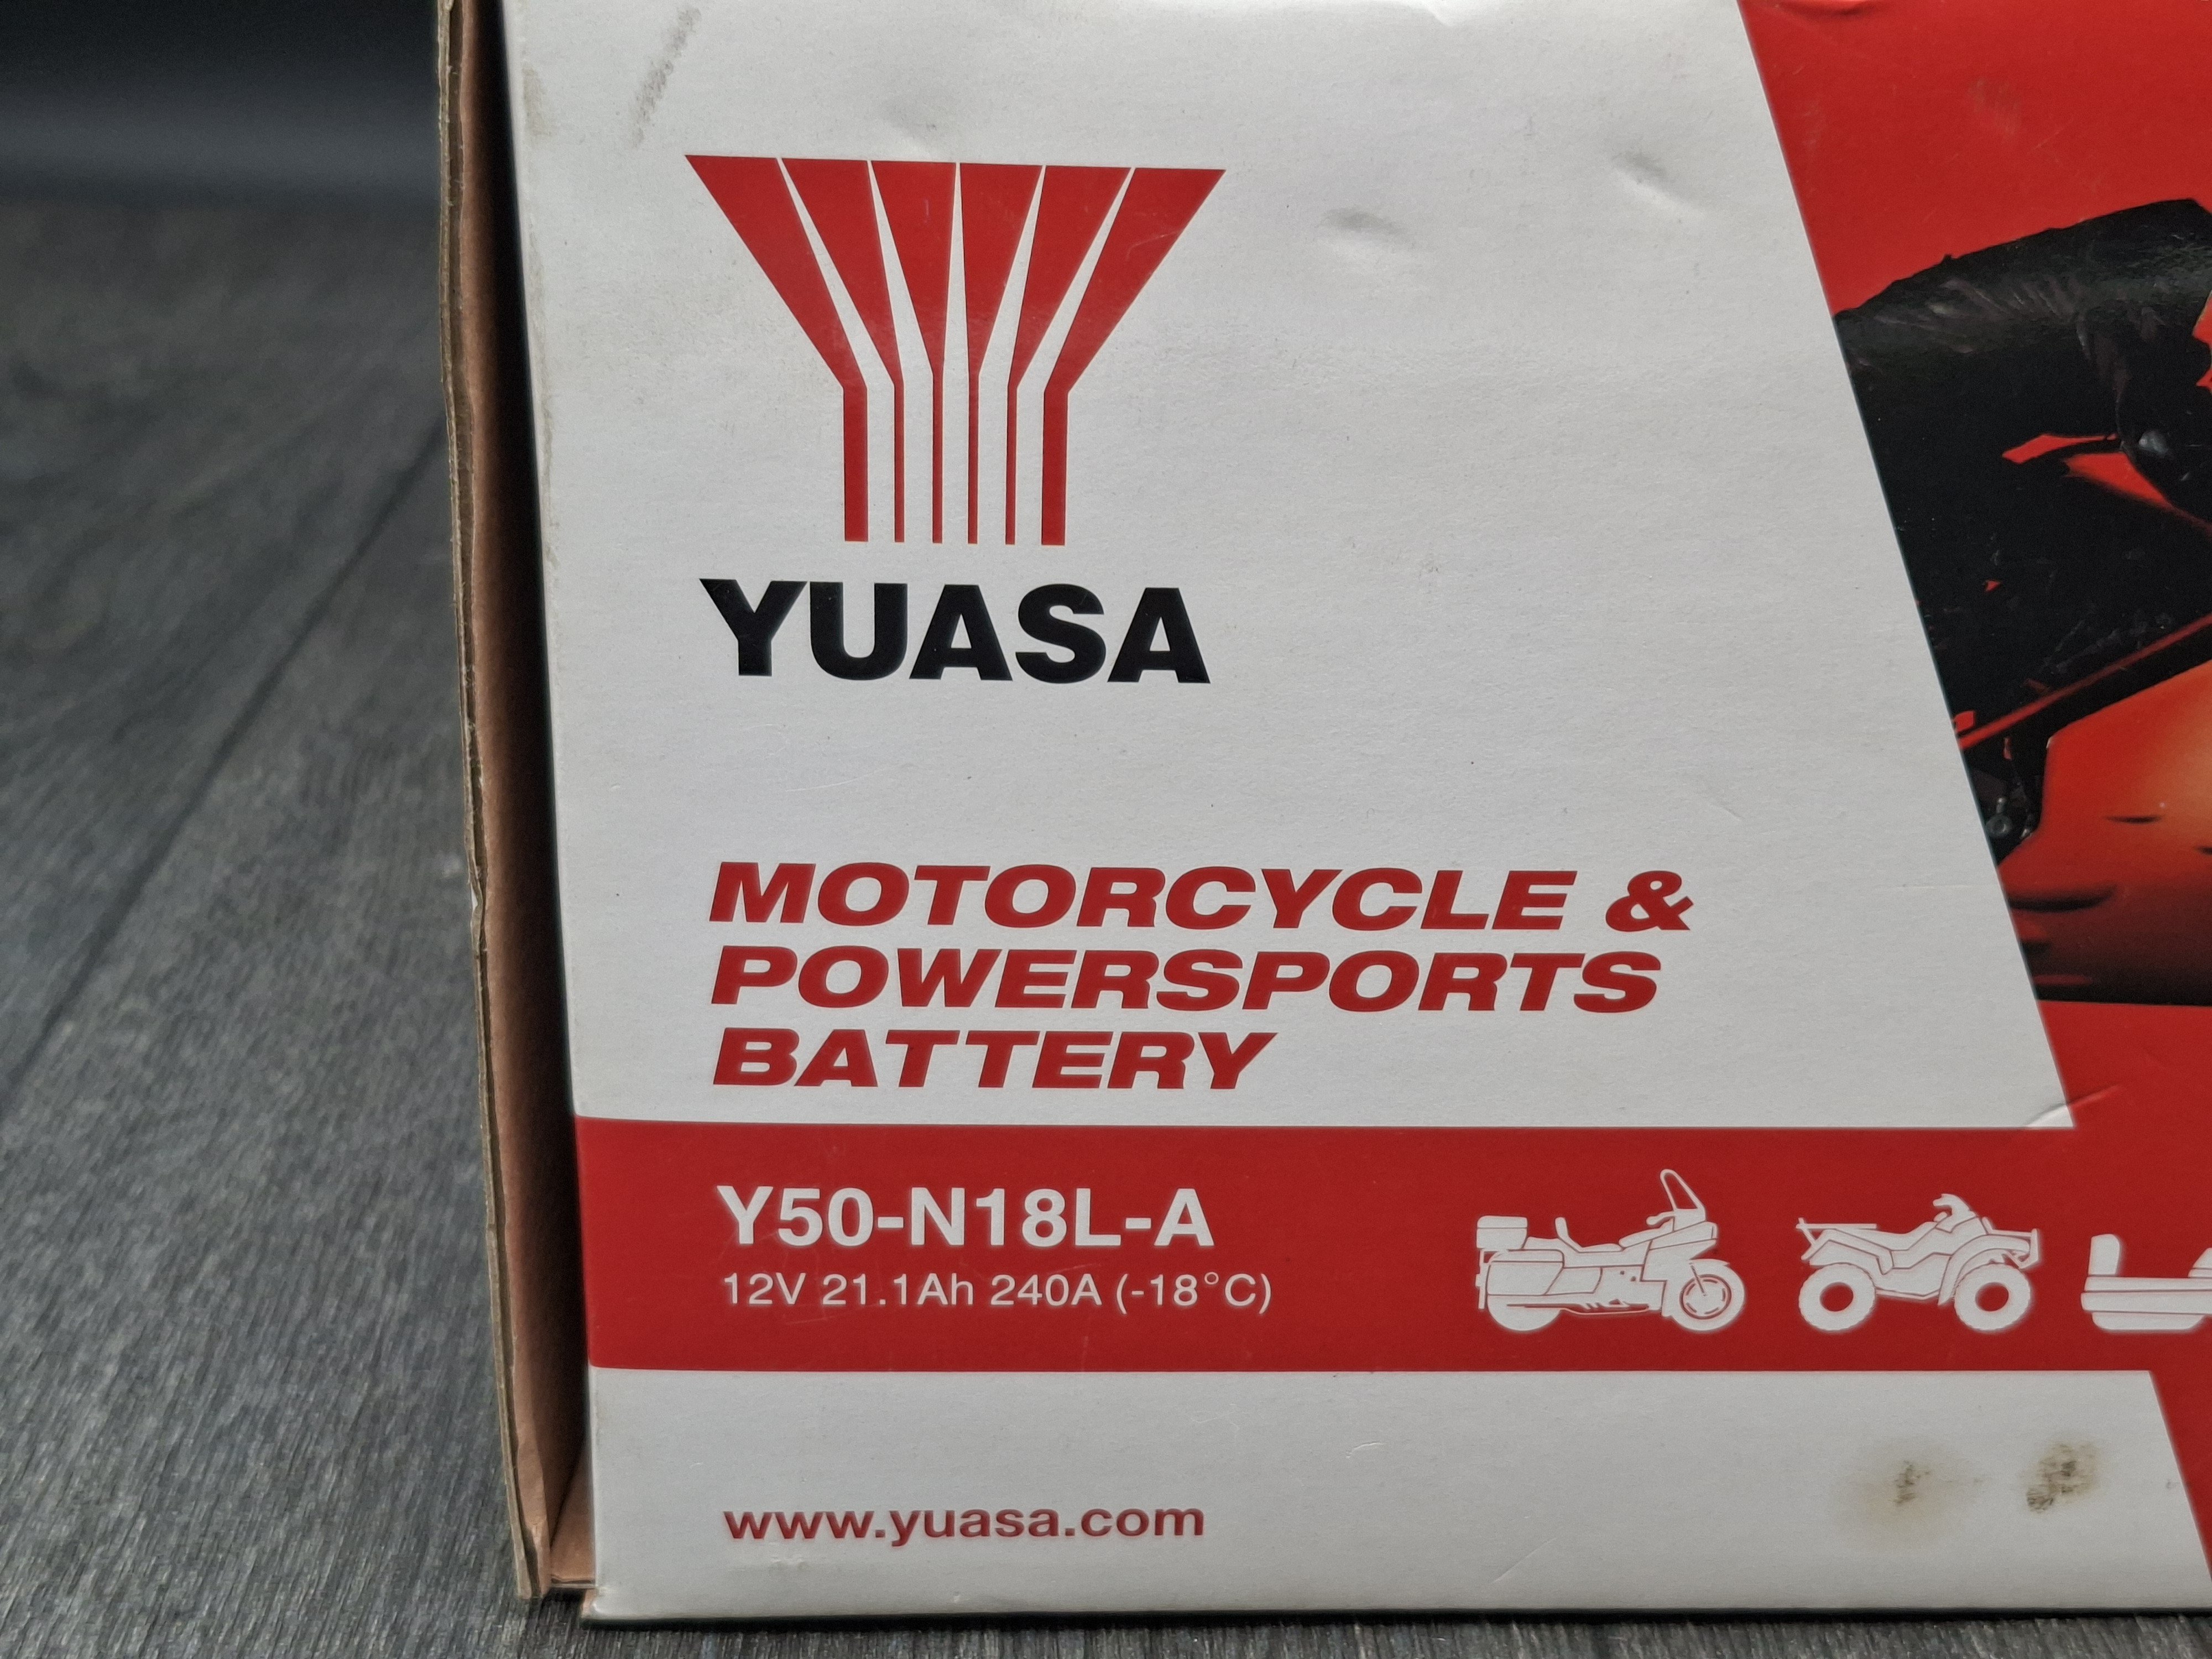 YUASA
MOTORCYCLE &
POWERSPORTS
BATTERY
Y50-N18L-A
12V 21.1Ah 240A (-18°C)
www.yuasa.com